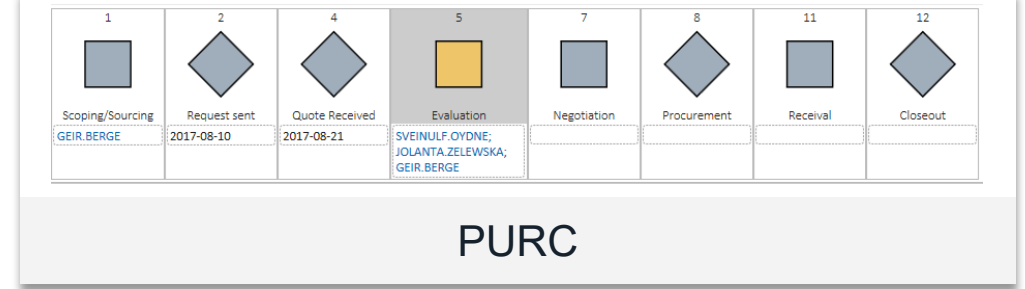 1 2 4 5 7 8 11 12
Scoping/Sourcing Request sent Quote Received Evaluation Negotiation Procurement Receival Closeout
GEIR.BERGE 2017-08-10 2017-08-21 SVEINULF.OYDNE;
JOLANTA.ZELEWSKA;
GEIR.BERGE
PURC